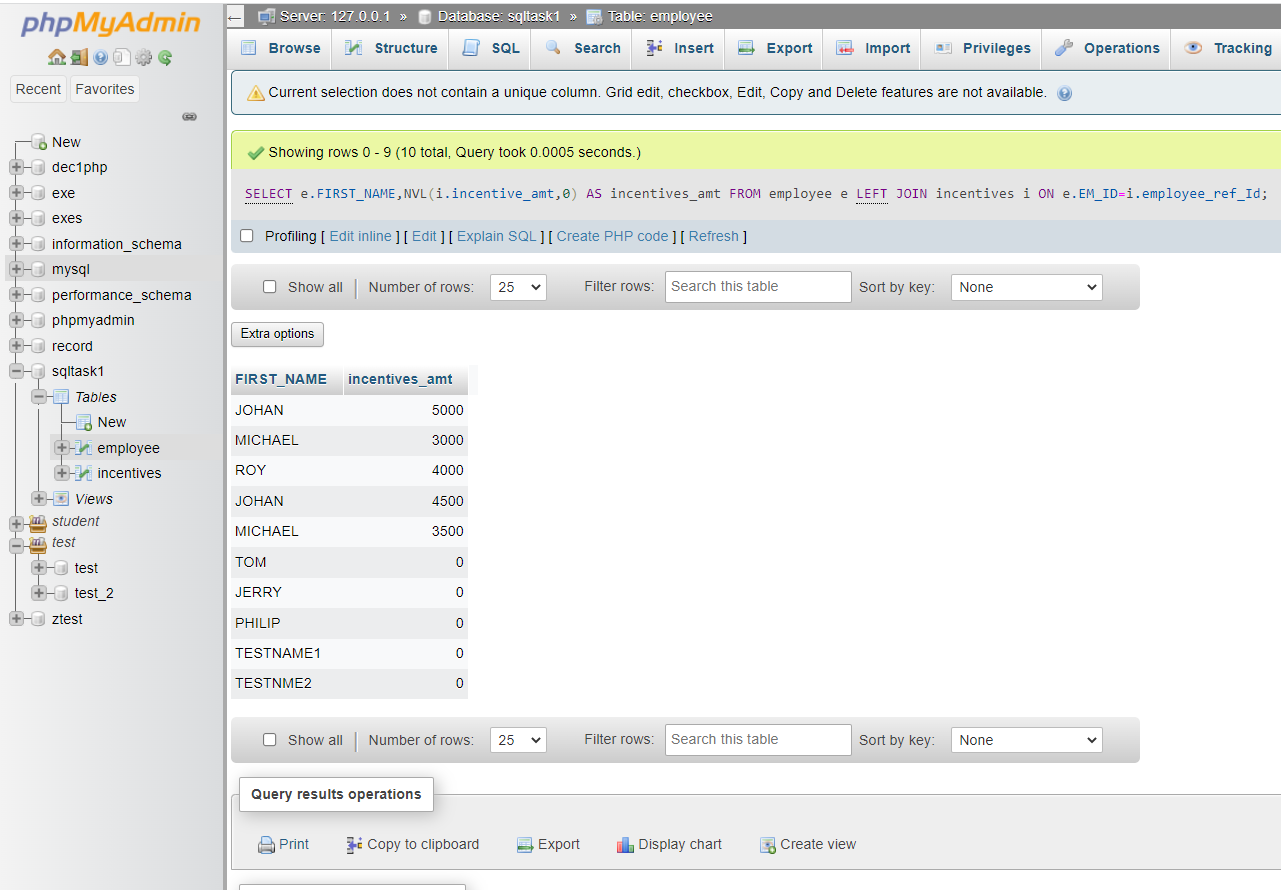 phpMyAdmin
Recent Favorites
New
dec1php
exe
exes
information_schema
mysql
performance_schema
phpmyadmin
record
sqltask1
Tables
New
employee
incentives
Views
student
test
test
test_2
ztest
Server: 127.0.0.1 » Database: sqltask1 » Table: employee
Browse Structure SQL Search Insert Export Import Privileges Operations Tracking
Current selection does not contain a unique column. Grid edit, checkbox, Edit, Copy and Delete features are not available.
Showing rows 0 - 9 (10 total, Query took 0.0005 seconds.)
SELECT e.FIRST_NAME,NVL(i.incentive_amt,0) AS incentives_amt FROM employee e LEFT JOIN incentives i ON e.EM_ID=i.employee_ref_Id;
Profiling [ Edit inline ] [ Edit ] [ Explain SQL ] [ Create PHP code ] [ Refresh ]
Show all | Number of rows: 25 Filter rows: Search this table Sort by key: None
Extra options
FIRST_NAME incentives_amt
JOHAN 5000
MICHAEL 3000
ROY 4000
JOHAN 4500
MICHAEL 3500
TOM 0
JERRY 0
PHILIP 0
TESTNAME1 0
TESTNME2 0
Show all | Number of rows: 25 Filter rows: Search this table Sort by key: None
Query results operations
Print Copy to clipboard Export Display chart Create view